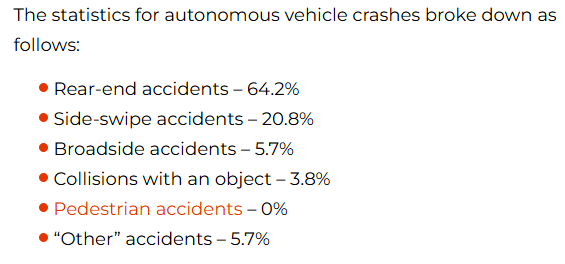 The statistics for autonomous vehicle crashes broke down as
follows:
Rear-end accidents – 64.2%
Side-swipe accidents – 20.8%
Broadside accidents – 5.7%
Collisions with an object – 3.8%
Pedestrian accidents – 0%
“Other” accidents – 5.7%